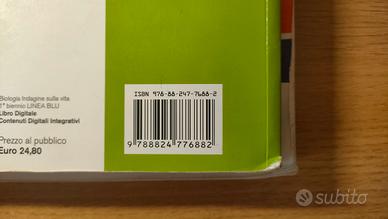 ISBN 978-88-247-7688-2
Biologia Indagine sulla vita
1° biennio LINEA BLU
Libro Digitale
Contenuti Digitali Integrativi
Prezzo al pubblico
Euro 24,80
9 788824 776882
subito